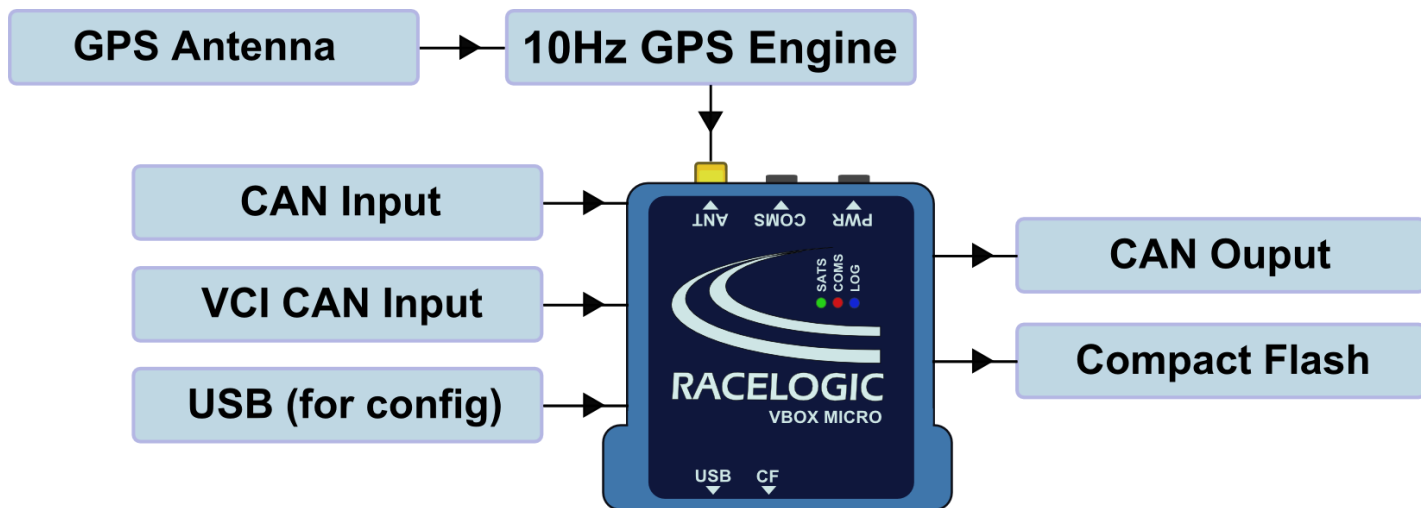 GPS Antenna
10Hz GPS Engine
CAN Input
VCI CAN Input
USB (for config)
ANT
COMS
PWR
SATS
COMS
LOG
RACELOGIC
VBOX MICRO
USB
CF
CAN Ouput
Compact Flash